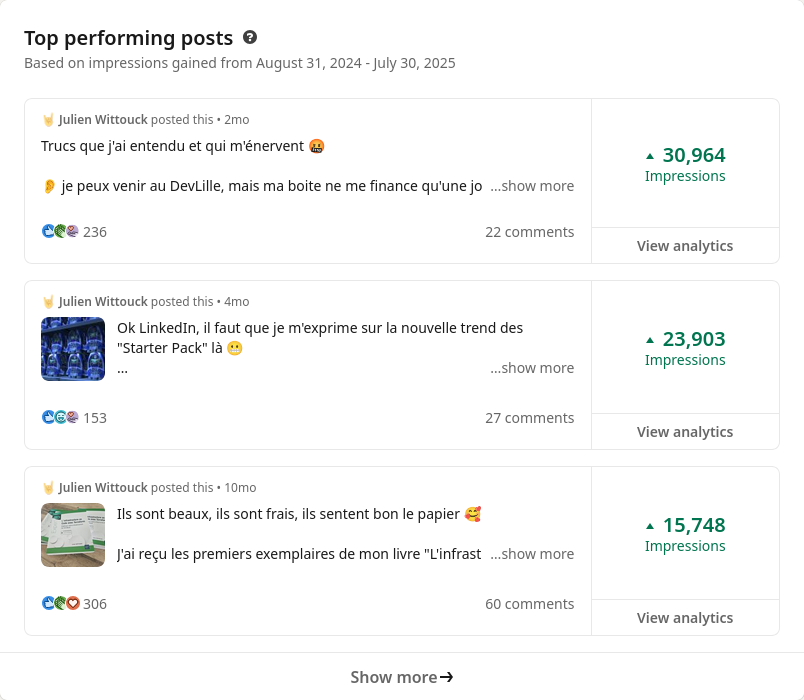 Top performing posts
Based on impressions gained from August 31, 2024 - July 30, 2025
🤘 Julien Wittouck posted this • 2mo
Trucs que j'ai entendu et qui m'énervent 🤬
👂 je peux venir au DevLille, mais ma boite ne me finance qu'une jo ...show more
236
22 comments
30,964
Impressions
View analytics
🤘 Julien Wittouck posted this • 4mo
Ok LinkedIn, il faut que je m'exprime sur la nouvelle trend des
"Starter Pack" là 😬
...
...show more
153
27 comments
23,903
Impressions
View analytics
🤘 Julien Wittouck posted this • 10mo
Ils sont beaux, ils sont frais, ils sentent bon le papier 🥰
J'ai reçu les premiers exemplaires de mon livre "L'infrast ...show more
306
60 comments
15,748
Impressions
View analytics
Show more→